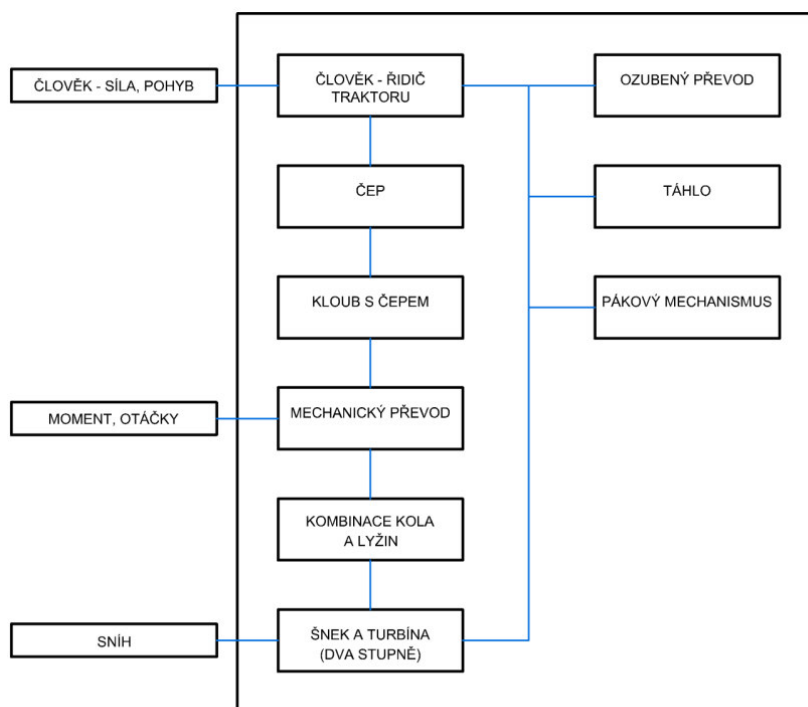 ČLOVĚK - SÍLA, POHYB
ČLOVĚK - ŘIDIČ
TRAKTORU
OZUBENÝ PŘEVOD
ČEP
TÁHLO
KLOUB S ČEPEM
PÁKOVÝ MECHANISMUS
MOMENT, OTÁČKY
MECHANICKÝ PŘEVOD
KOMBINACE KOLA
A LYŽIN
SNÍH
ŠNEK A TURBÍNA
(DVA STUPNĚ)